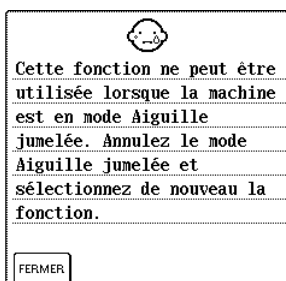 Cette fonction ne peut être
utilisée lorsque la machine
est en mode Aiguille
jumelée. Annulez le mode
Aiguille jumelée et
sélectionnez de nouveau la
fonction.
FERMER